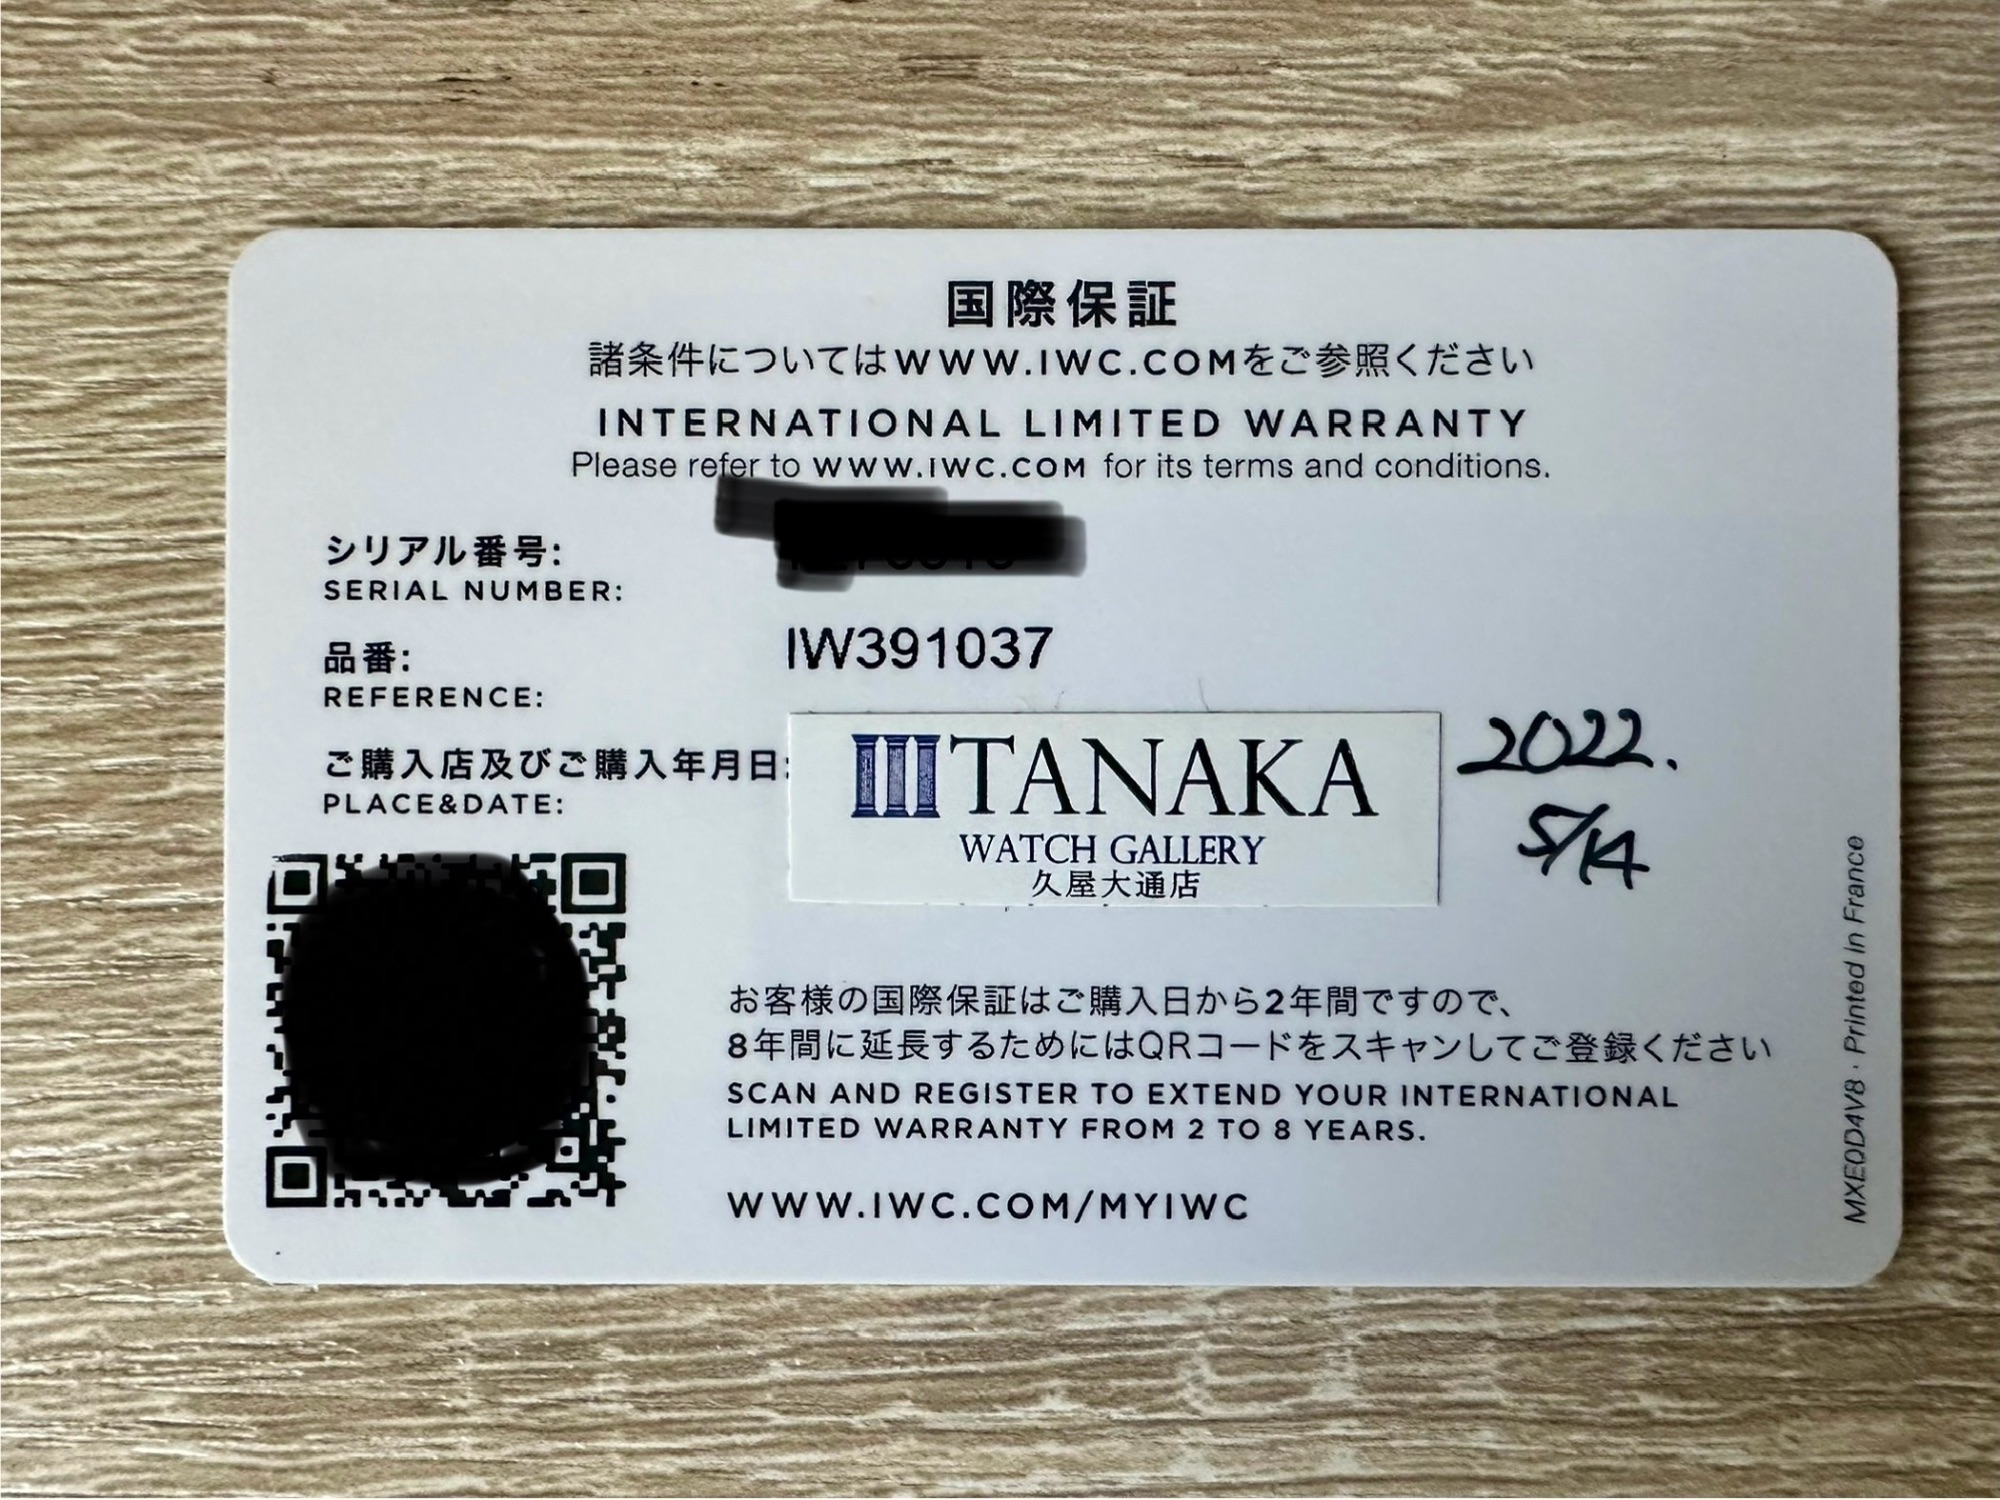 国際保証
諸条件についてはWWW.IWC.COMをご参照ください
INTERNATIONAL LIMITED WARRANTY
Please refer to WWW.IWC.COM for its terms and conditions.
シリアル番号:
SERIAL NUMBER:
品番:
IW391037
REFERENCE:
ご購入店及びご購入年月日:
PLACE&DATE:
TANAKA
WATCH GALLERY
久屋大通店
2022.
5/14
お客様の国際保証はご購入日から2年間ですので、
8年間に延長するためにはQRコードをスキャンしてご登録ください
SCAN AND REGISTER TO EXTEND YOUR INTERNATIONAL
LIMITED WARRANTY FROM 2 TO 8 YEARS.
WWW.IWC.COM/MYIWC
MXE0D4V8 · Printed in France